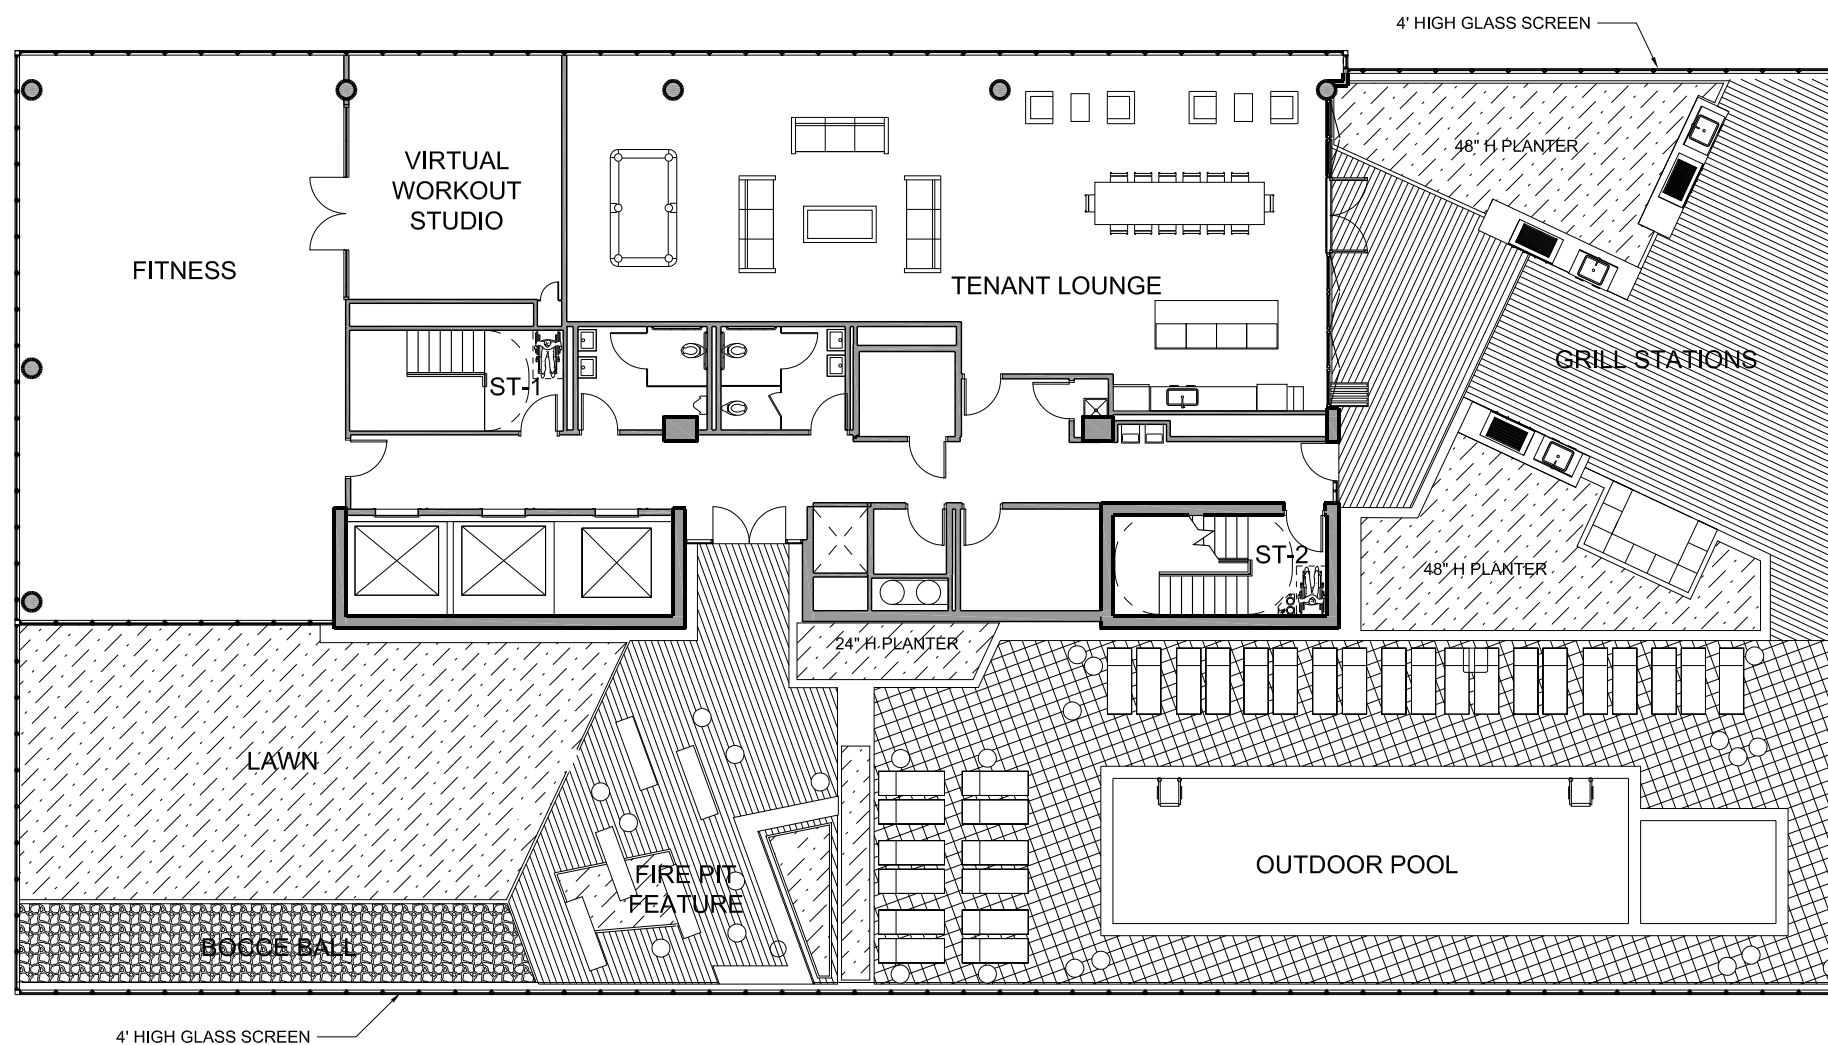 4' HIGH GLASS SCREEN
48" H PLANTER
VIRTUAL
WORKOUT
STUDIO
FITNESS
TENANT LOUNGE
GRILL STATIONS
ST-1
ST-2
48" H PLANTER
24" H PLANTER
LAWN
OUTDOOR POOL
FIRE PIT
FEATURE
BOCCE BALL
4' HIGH GLASS SCREEN